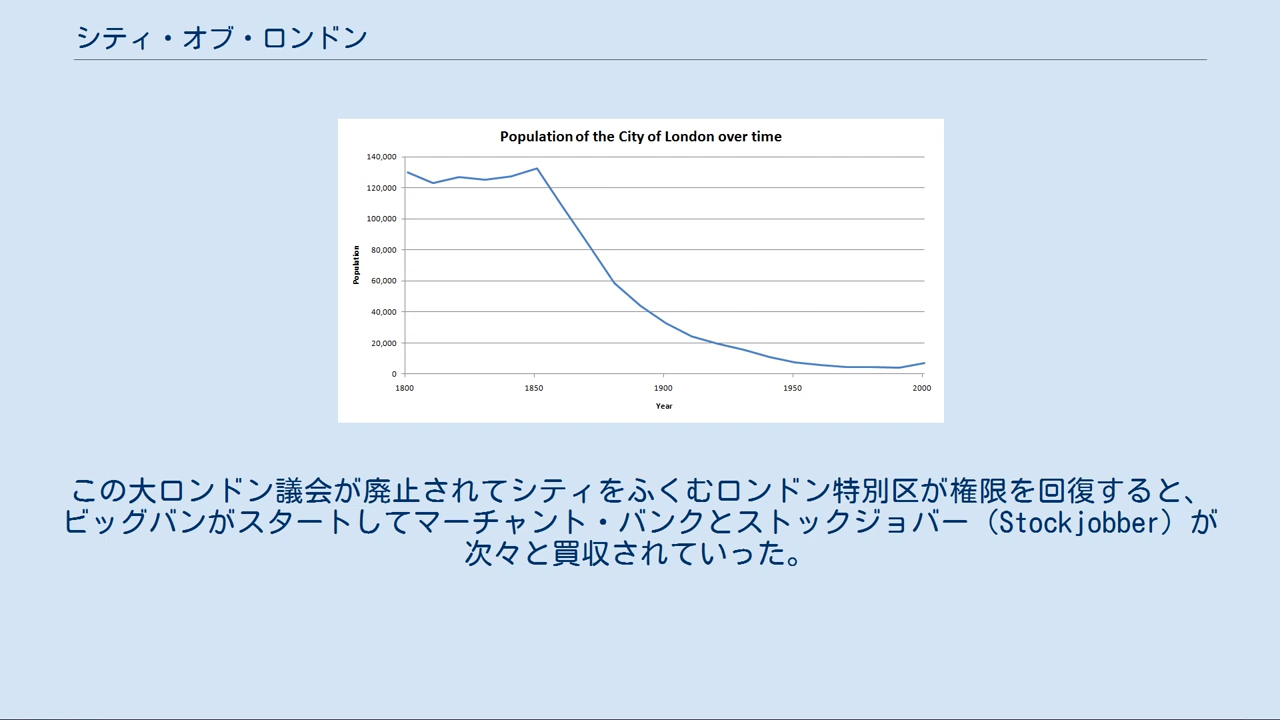 シティ・オブ・ロンドン
Population of the City of London over time
140,000
120,000
100,000
80,000
60,000
40,000
20,000
0
Population
1800 1850 1900 1950 2000
Year
この大ロンドン議会が廃止されてシティをふくむロンドン特別区が権限を回復すると、
ビッグバンがスタートしてマーチャント・バンクとストックジョバー（Stockjobber）が
次々と買収されていった。